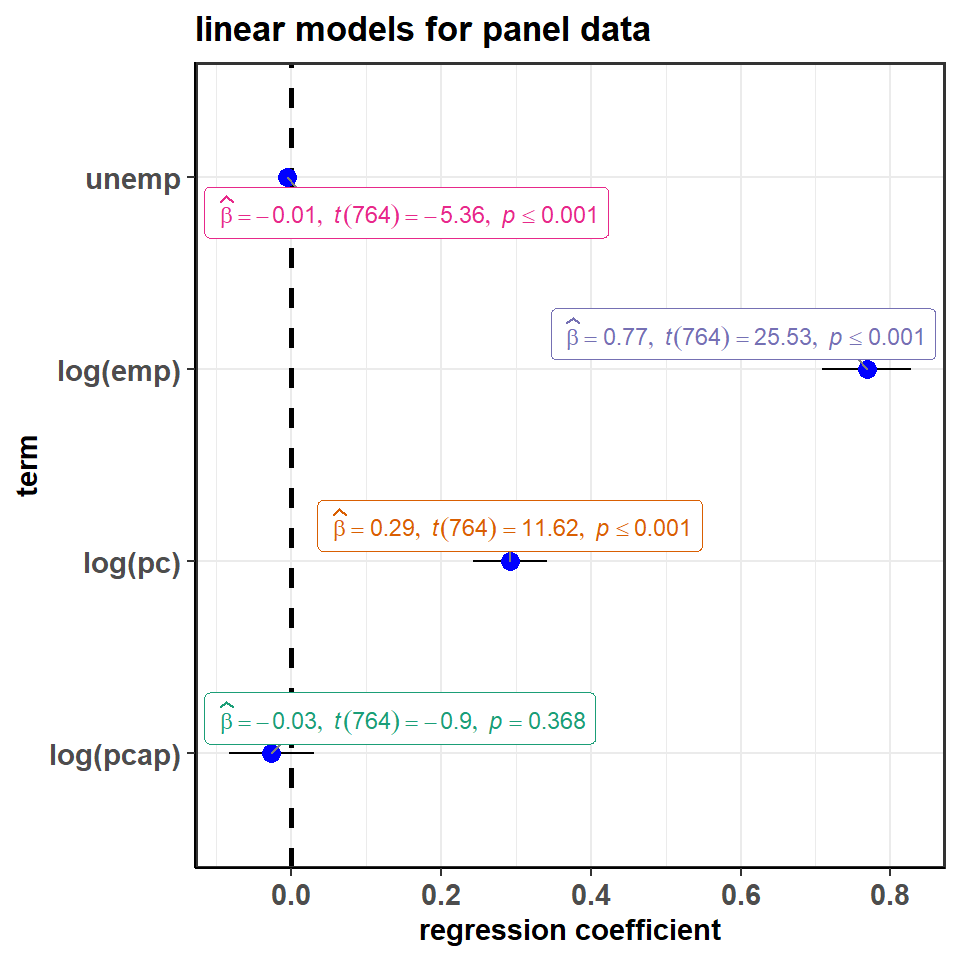 linear models for panel data
term
unemp
β̂ = −0.01, t(764) = −5.36, p ≤ 0.001
log(emp)
β̂ = 0.77, t(764) = 25.53, p ≤ 0.001
log(pc)
β̂ = 0.29, t(764) = 11.62, p ≤ 0.001
log(pcap)
β̂ = −0.03, t(764) = −0.9, p = 0.368
0.0 0.2 0.4 0.6 0.8
regression coefficient